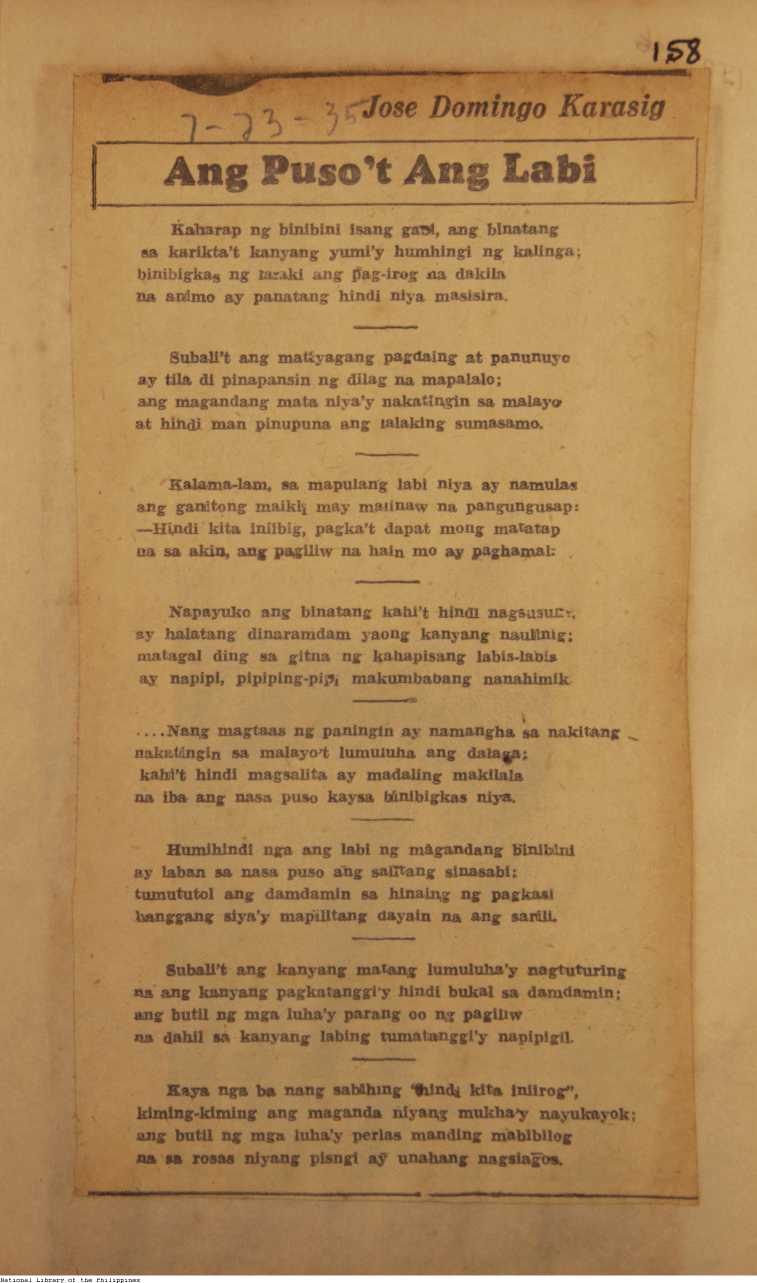 158
7-23-35
Jose Domingo Karasig
Ang Puso't Ang Labi
Kaharap ng binibini isang gabi, ang binatang
sa karikta't kanyang yumi'y humhingi ng kalinga;
binibigkas ng lalaki ang pag-irog na dakila
na animo ay panatang hindi niya masisira.
Subali't ang matiyagang pagdaing at panunuyo
ay tila di pinapansin ng dilag na mapalalo;
ang magandang mata niya'y nakatingin sa malayo
at hindi man pinupuna ang lalaking sumasamo.
Kalama-lam, sa mapulang labi niya ay namulas
ang ganitong maikli may malinaw na pangungusap:
—Hindi kita iniibig, pagka't dapat mong matatap
na sa akin, ang pagiliw na hain mo ay paghamak:
Napayuko ang binatang kahi't hindi
ay halatang dinaramdam yaong kanyang naulinig;
matagal ding sa gitna ng kahapisang labis-labis
ay napipi, pipiping-pipi makumbabang nanahimik.
....Nang magtaas ng paningin ay namangha sa nakitang
nakatingin sa malayo't lumuluha ang dalaga;
kahi't hindi magsalita ay madaling makilala
na iba ang nasa puso kaysa binibigkas niya.
Humihindi nga ang labi ng magandang binibini
ay laban sa nasa puso ang salitang sinasabi;
tumututol ang damdamin sa hinaing ng pagkasi
hanggang siya'y mapilitang dayain na ang sarili.
Subali't ang kanyang matang lumuluha'y nagtuturing
na ang kanyang pagkatanggi'y hindi bukal sa damdamin;
ang butil ng mga luha'y parang oo ng pagiliw
na dahil sa kanyang labing tumatanggi'y napipigil.
Kaya nga ba nang sabihing "hindi kita iniirog",
kiming-kiming ang maganda niyang mukha'y nayukayok;
ang butil ng mga luha'y perlas manding mabibilog
na sa rosas niyang pisngi ay unahang nagsiagos.
National Library of the Philippines